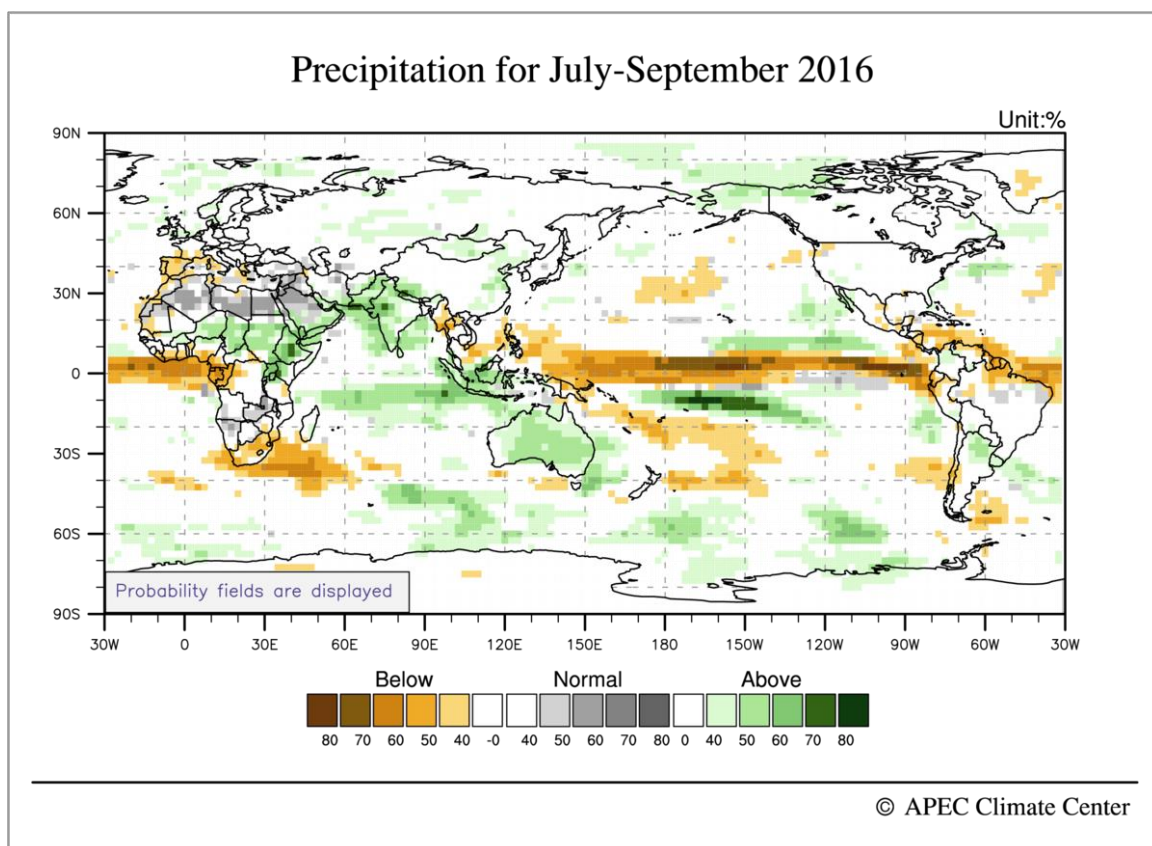 Precipitation for July-September 2016
Unit:%
90N
60N
30N
0
30S
60S
90S
Probability fields are displayed
30W 0 30E 60E 90E 120E 150E 180E 150W 120W 90W 60W 30W
Below Normal Above
80 70 60 50 40 -0 40 50 60 70 80 0 40 50 60 70 80
© APEC Climate Center